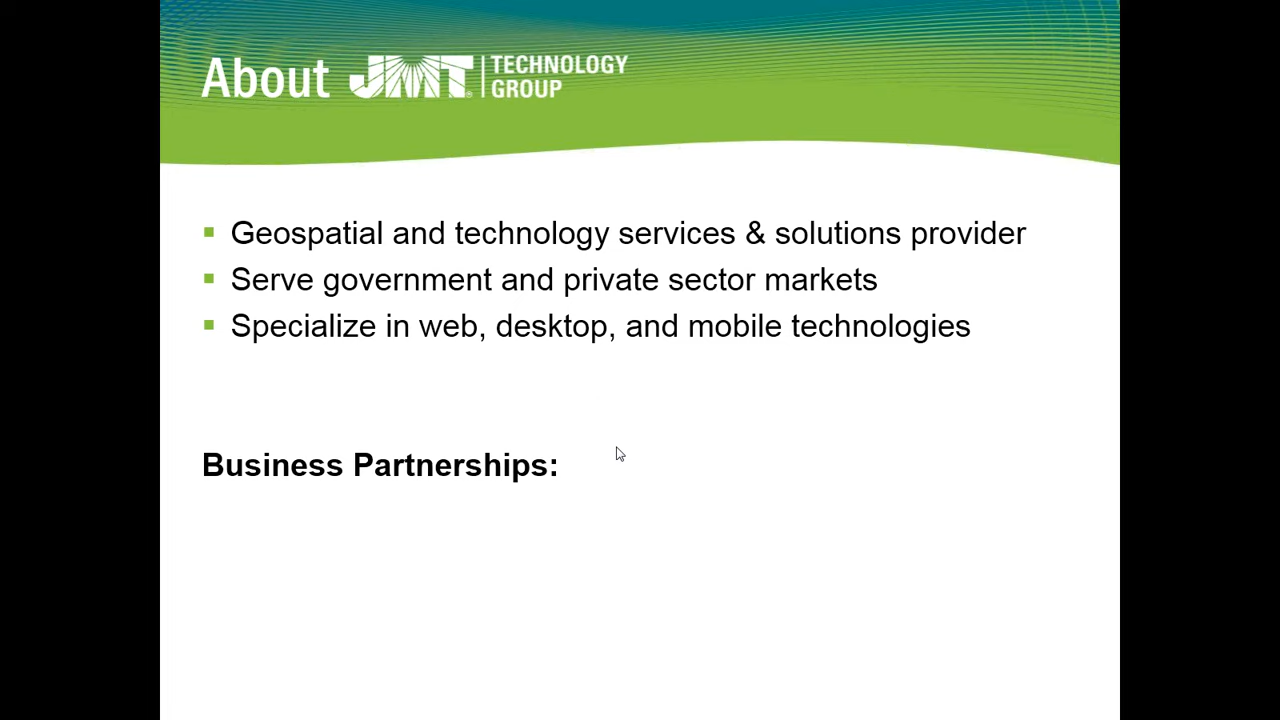 About JMT TECHNOLOGY GROUP
Geospatial and technology services & solutions provider
Serve government and private sector markets
Specialize in web, desktop, and mobile technologies
Business Partnerships: